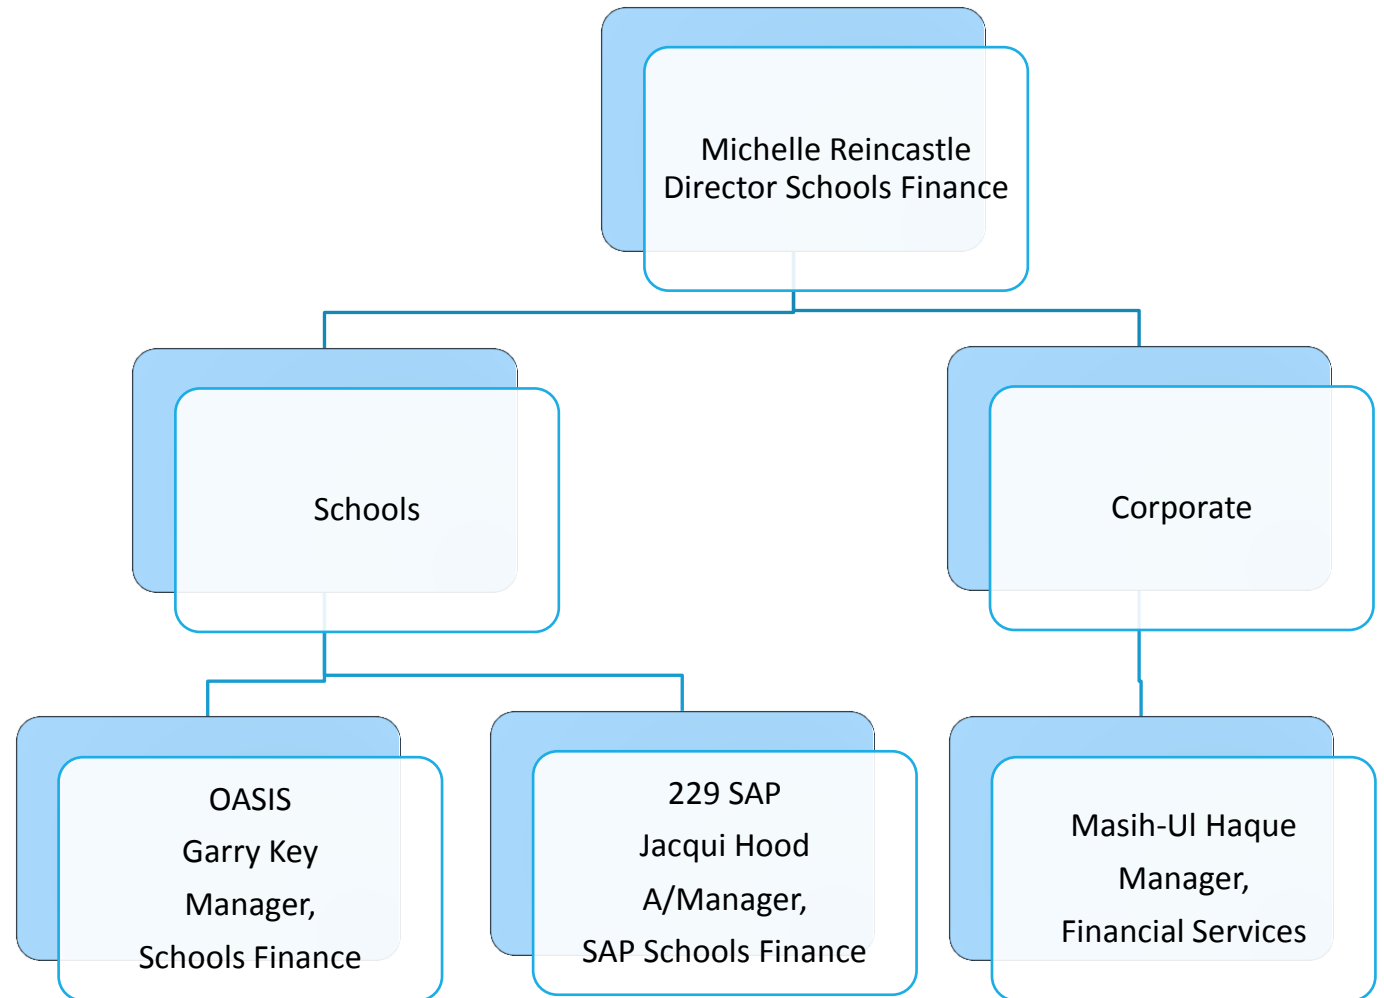 Michelle Reincastle
Director Schools Finance
Schools
Corporate
OASIS
Garry Key
Manager,
Schools Finance
229 SAP
Jacqui Hood
A/Manager,
SAP Schools Finance
Masih-Ul Haque
Manager,
Financial Services